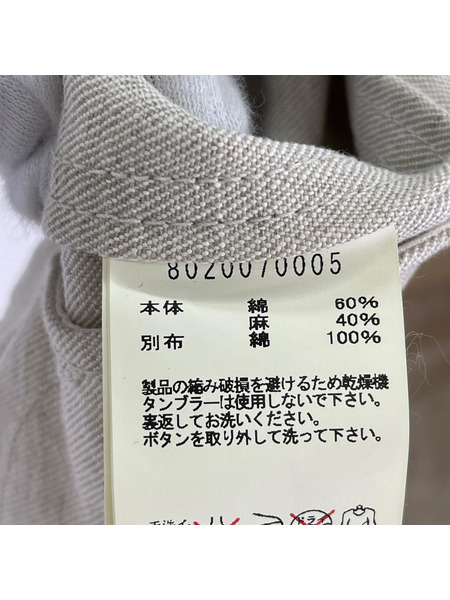 8020070005
本体 綿 60%
麻 40%
別布 綿 100%
製品の縮み破損を避けるため乾燥機
タンブラーは使用しないで下さい。
裏返してお洗いください。
ボタンを取り外して洗って下さい。
ドライ